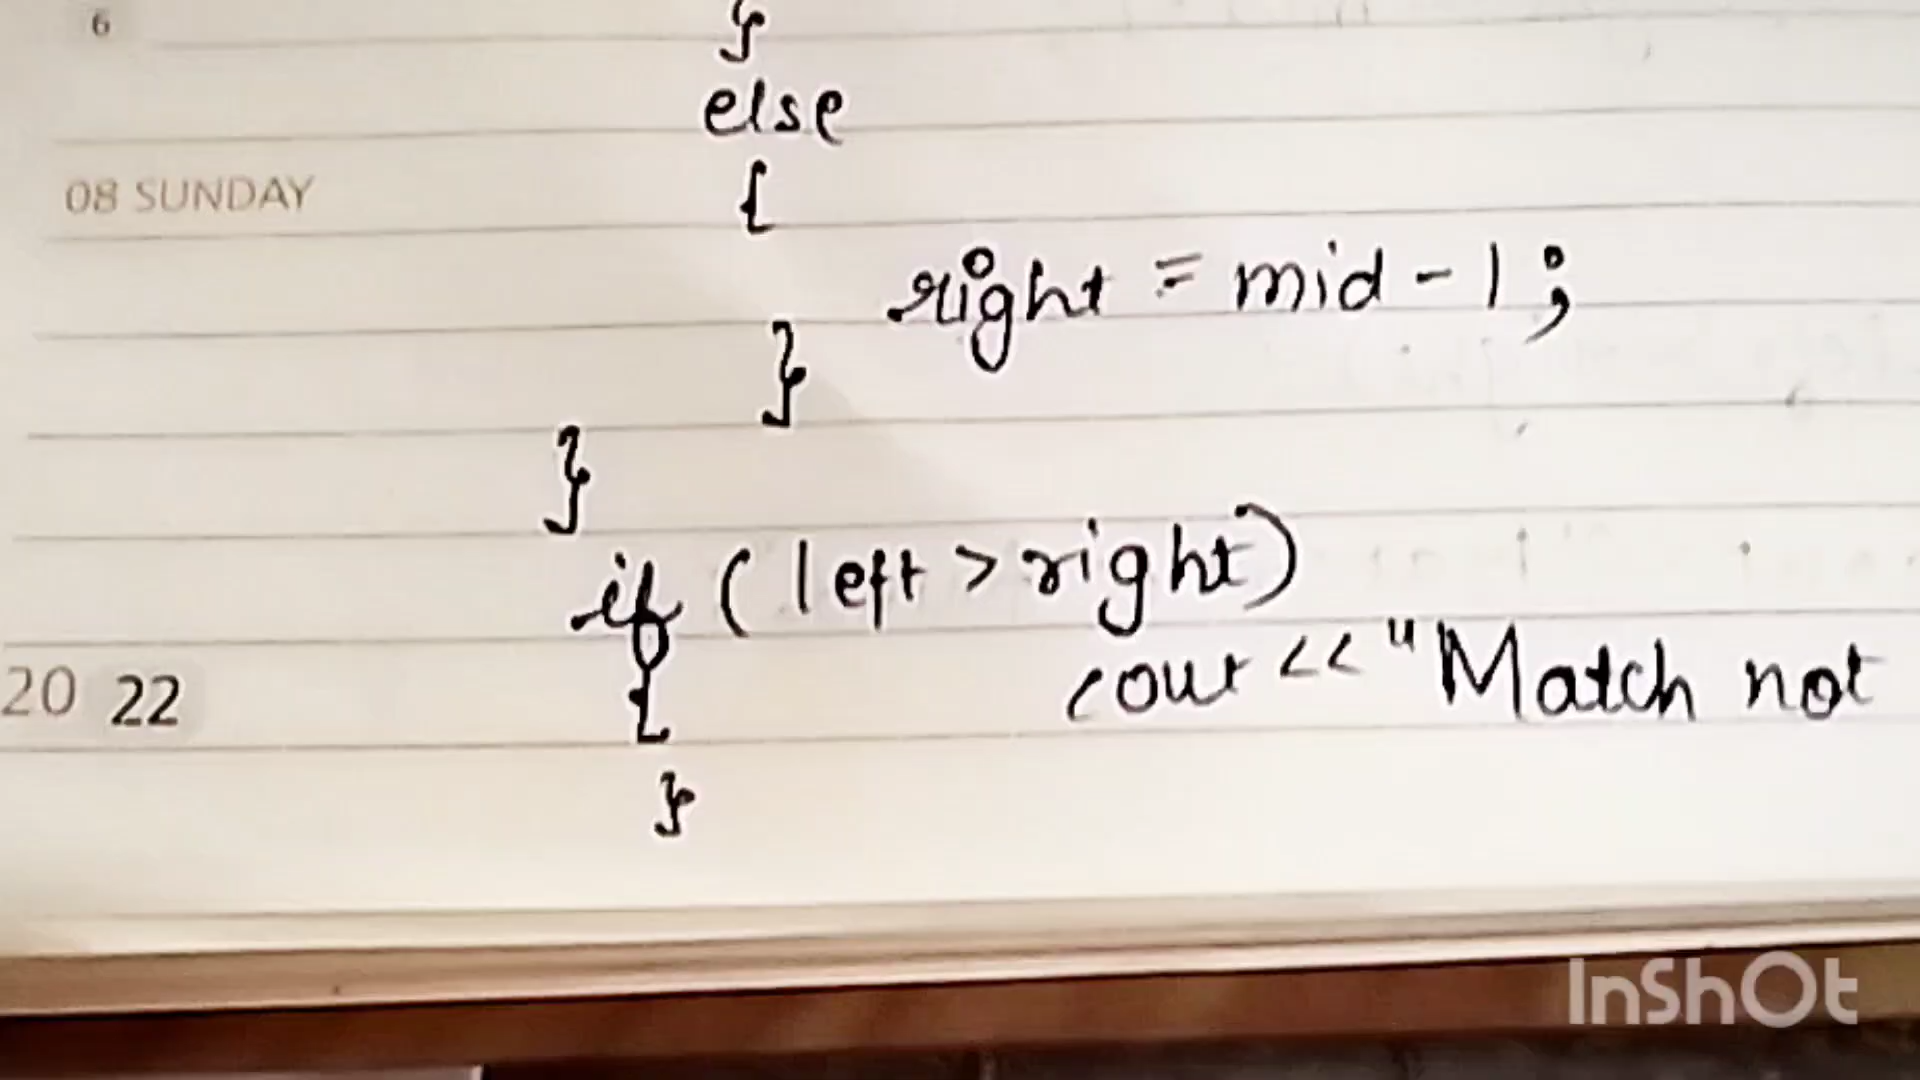 6
}
else
08 SUNDAY
{
right = mid - 1 ;
}
}
if ( left > right)
20 22
cout << "Match not
{
}
InShOt